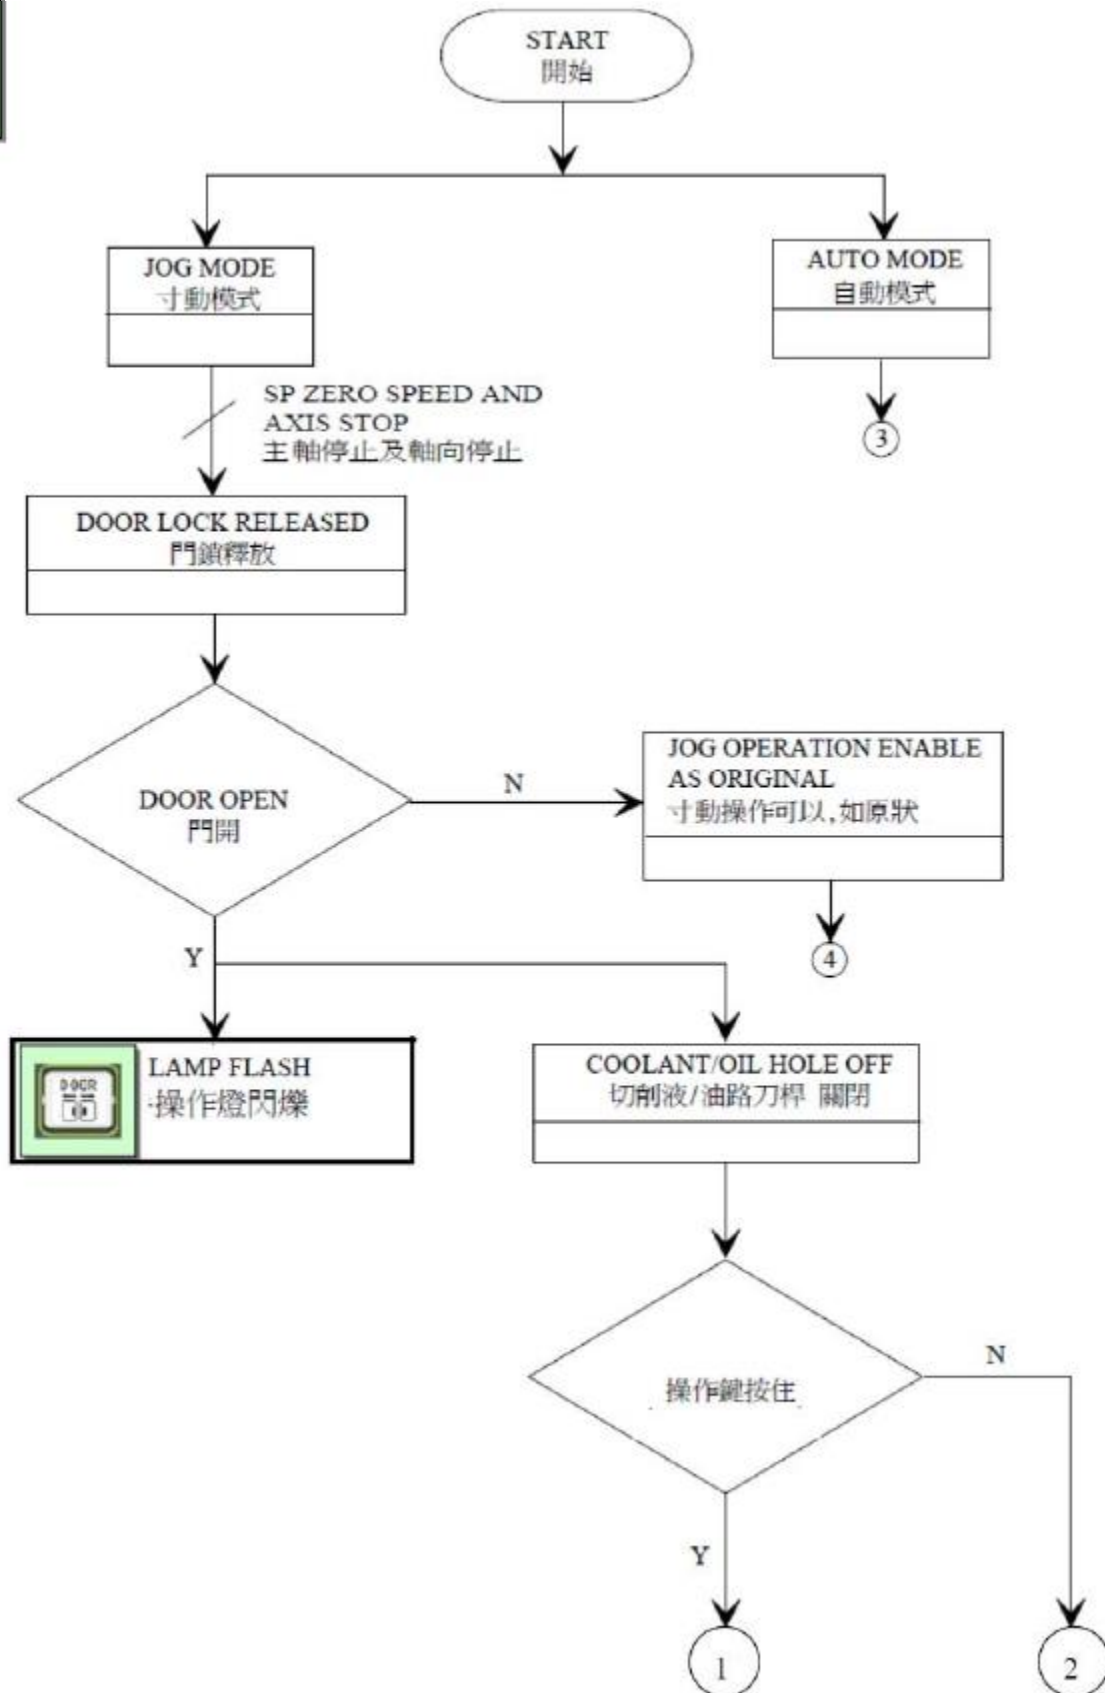 START
開始
JOG MODE
寸動模式
AUTO MODE
自動模式
SP ZERO SPEED AND
AXIS STOP
主軸停止及軸向停止
3
DOOR LOCK RELEASED
門鎖釋放
DOOR OPEN
門開
N
JOG OPERATION ENABLE
AS ORIGINAL
寸動操作可以,如原狀
Y
4
DOOR
LAMP FLASH
操作燈閃爍
COOLANT/OIL HOLE OFF
切削液/油路刀桿 關閉
操作鍵按住
N
Y
1
2